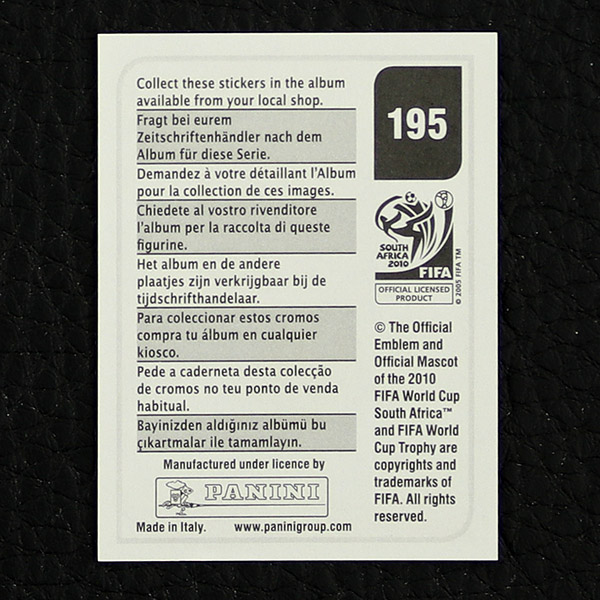 Collect these stickers in the album
available from your local shop.
Fragt bei eurem
Zeitschriftenhändler nach dem
Album für diese Serie.
Demandez à votre détaillant l'Album
pour la collection de ces images.
Chiedete al vostro rivenditore
l'album per la raccolta di queste
figurine.
Het album en de andere
plaatjes zijn verkrijgbaar bij de
tijdschrifthandelaar.
Para coleccionar estos cromos
compra tu álbum en cualquier
kiosco.
Pede a caderneta desta colecção
de cromos no teu ponto de venda
habitual.
Bayinizden aldığınız albümü bu
çıkartmalar ile tamamlayın.
Manufactured under licence by
PANINI
Made in Italy. www.paninigroup.com
195
SOUTH
AFRICA
2010
FIFA
OFFICIAL LICENSED
PRODUCT
© 2005 FIFA TM
© The Official
Emblem and
Official Mascot
of the 2010
FIFA World Cup
South Africa™
and FIFA World
Cup Trophy are
copyrights and
trademarks of
FIFA. All rights
reserved.